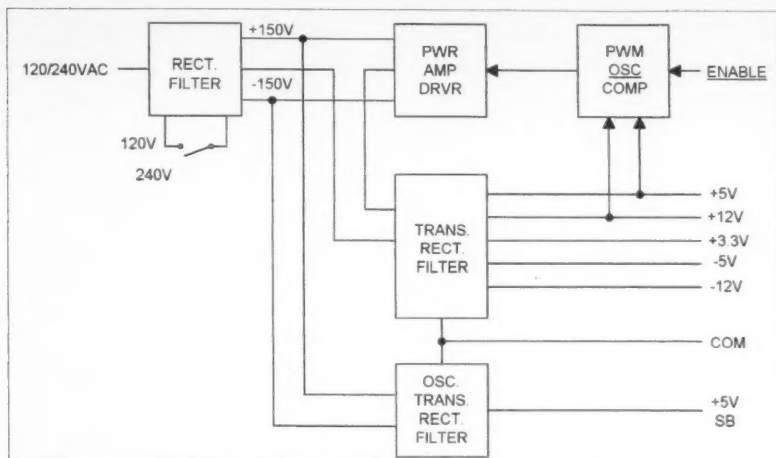 120/240VAC
RECT.
FILTER
+150V
-150V
120V
240V
PWR
AMP
DRVR
PWM
OSC
COMP
ENABLE
TRANS.
RECT.
FILTER
+5V
+12V
+3.3V
-5V
-12V
COM
OSC.
TRANS.
RECT.
FILTER
+5V
SB